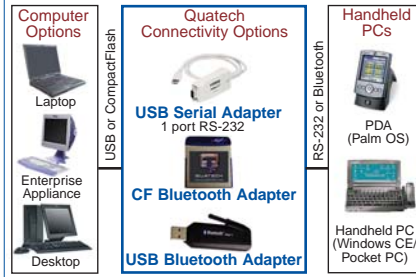 Computer
Options
Laptop
Enterprise
Appliance
Desktop
USB or CompactFlash
Quatech
Connectivity Options
USB Serial Adapter
1 port RS-232
CF Bluetooth Adapter
USB Bluetooth Adapter
RS-232 or Bluetooth
Handheld
PCs
PDA
(Palm OS)
Handheld PC
(Windows CE/
Pocket PC)